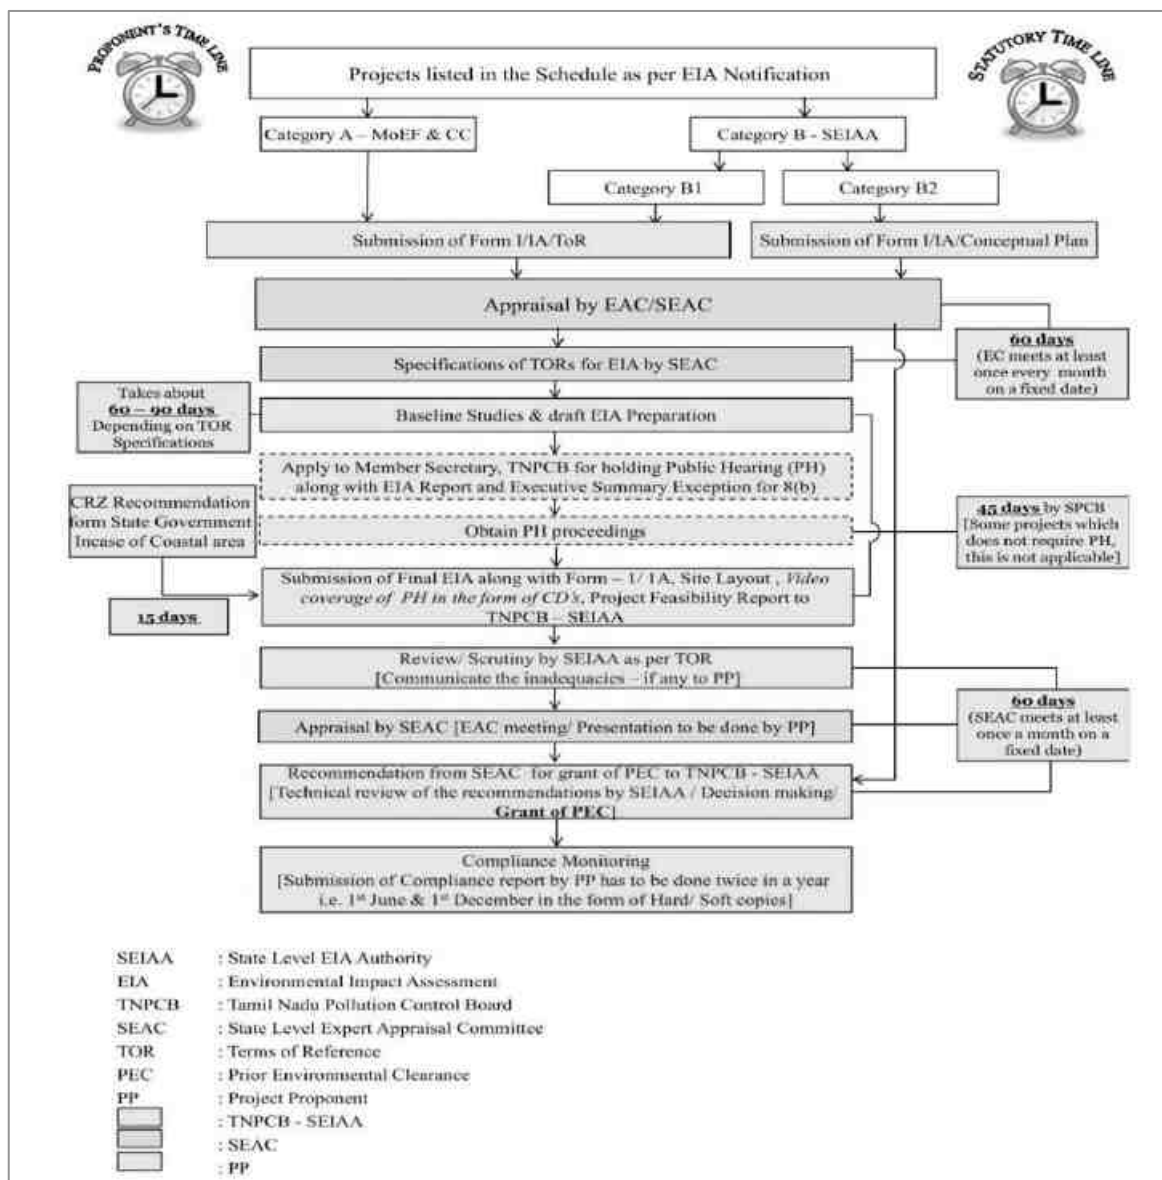 PROPONENT'S TIME LINE
STATUTORY TIME LINE
Projects listed in the Schedule as per EIA Notification
Category A – MoEF & CC
Category B - SEIAA
Category B1
Category B2
Submission of Form I/IA/ToR
Submission of Form I/IA/Conceptual Plan
Appraisal by EAC/SEAC
Specifications of TORs for EIA by SEAC
60 days
(EC meets at least
once every month
on a fixed date)
Takes about
60 – 90 days
Depending on TOR
Specifications
Baseline Studies & draft EIA Preparation
Apply to Member Secretary, TNPCB for holding Public Hearing (PH)
along with EIA Report and Executive Summary Exception for 8(b)
CRZ Recommendation
form State Government
Incase of Coastal area
Obtain PH proceedings
45 days by SPCB
[Some projects which
does not require PH,
this is not applicable]
Submission of Final EIA along with Form – 1/ 1A, Site Layout , Video
coverage of PH in the form of CD's, Project Feasibility Report to
TNPCB – SEIAA
15 days
Review/ Scrutiny by SEIAA as per TOR
[Communicate the inadequacies – if any to PP]
Appraisal by SEAC [EAC meeting/ Presentation to be done by PP]
60 days
(SEAC meets at least
once a month on a
fixed date)
Recommendation from SEAC for grant of PEC to TNPCB - SEIAA
[Technical review of the recommendations by SEIAA / Decision making/
Grant of PEC]
Compliance Monitoring
[Submission of Compliance report by PP has to be done twice in a year
i.e. 1st June & 1st December in the form of Hard/ Soft copies]
SEIAA : State Level EIA Authority
EIA : Environmental Impact Assessment
TNPCB : Tamil Nadu Pollution Control Board
SEAC : State Level Expert Appraisal Committee
TOR : Terms of Reference
PEC : Prior Environmental Clearance
PP : Project Proponent
: TNPCB - SEIAA
: SEAC
: PP